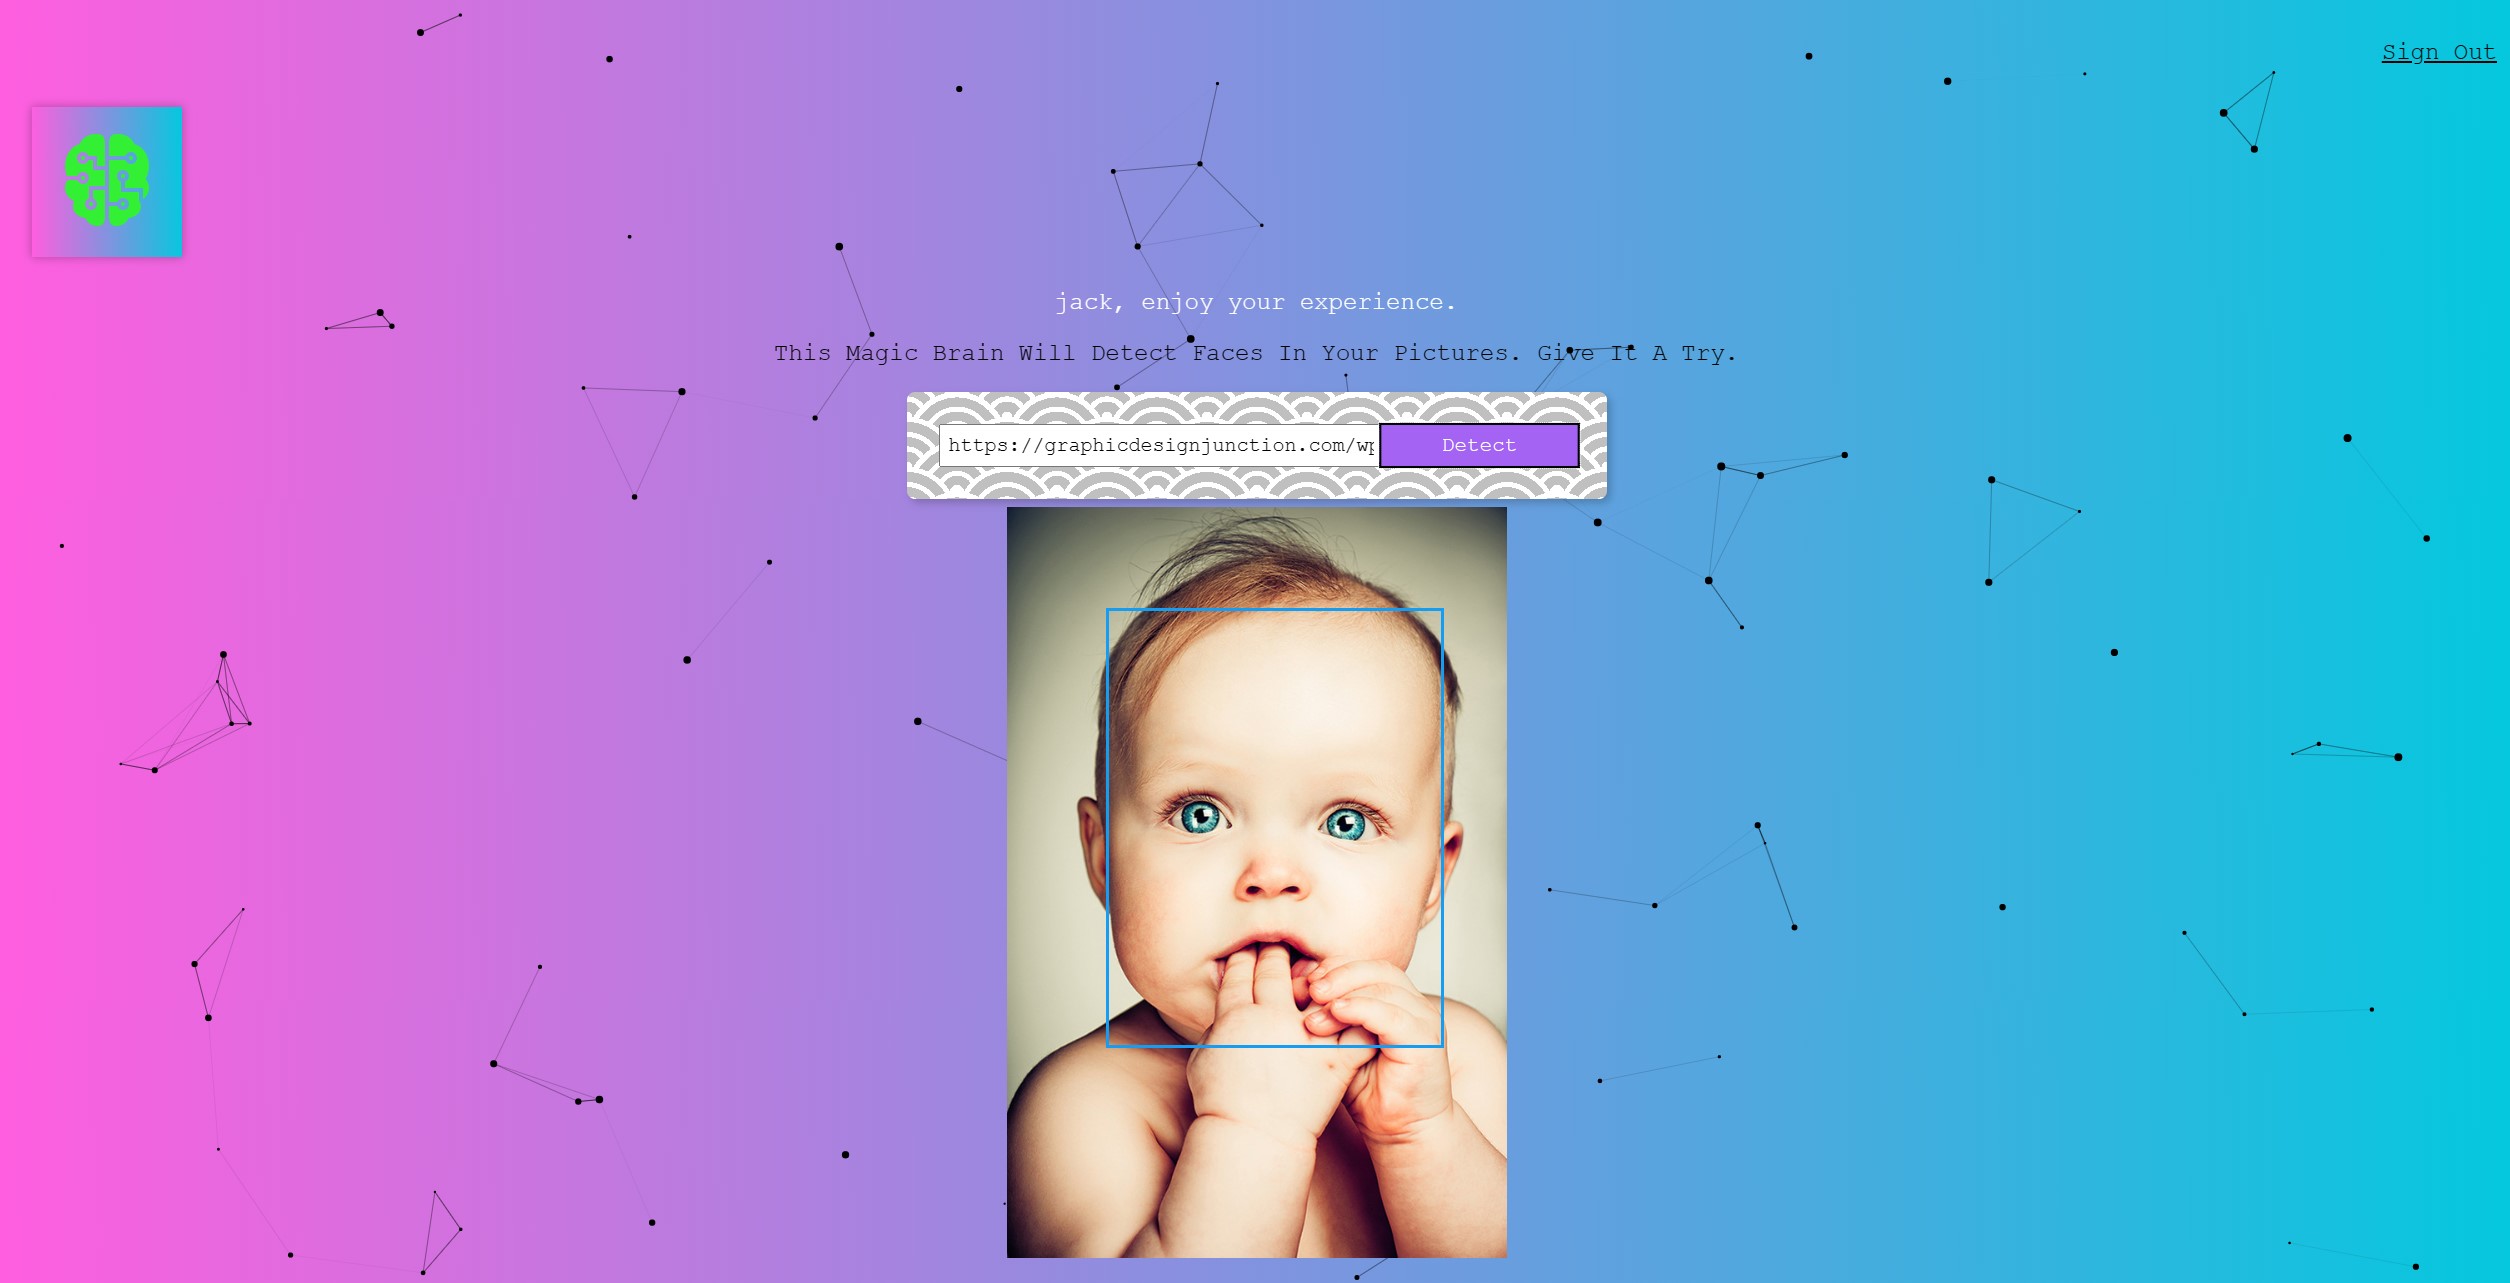 Sign Out
jack, enjoy your experience.
This Magic Brain Will Detect Faces In Your Pictures. Give It A Try.
https://graphicdesignjunction.com/wp
Detect